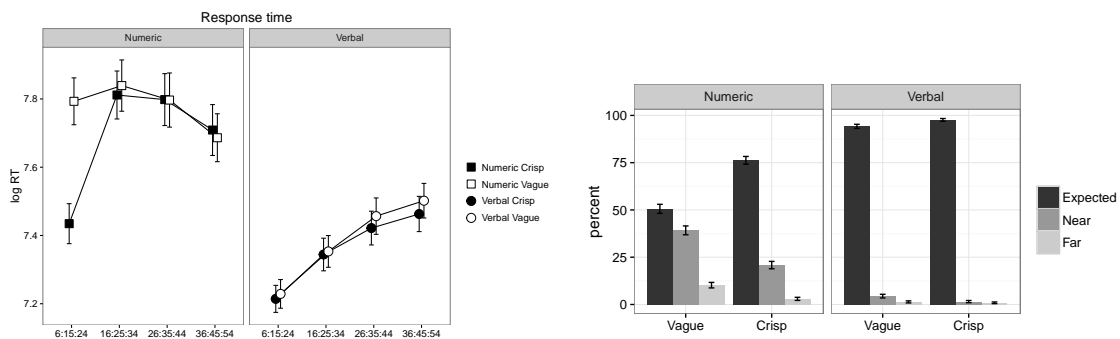 Response time
Numeric Verbal
log RT
7.8
7.6
7.4
7.2
6:15:24 16:25:34 26:35:44 36:45:54 6:15:24 16:25:34 26:35:44 36:45:54
Numeric Crisp
Numeric Vague
Verbal Crisp
Verbal Vague
Numeric Verbal
percent
100
75
50
25
0
Vague Crisp Vague Crisp
Expected
Near
Far